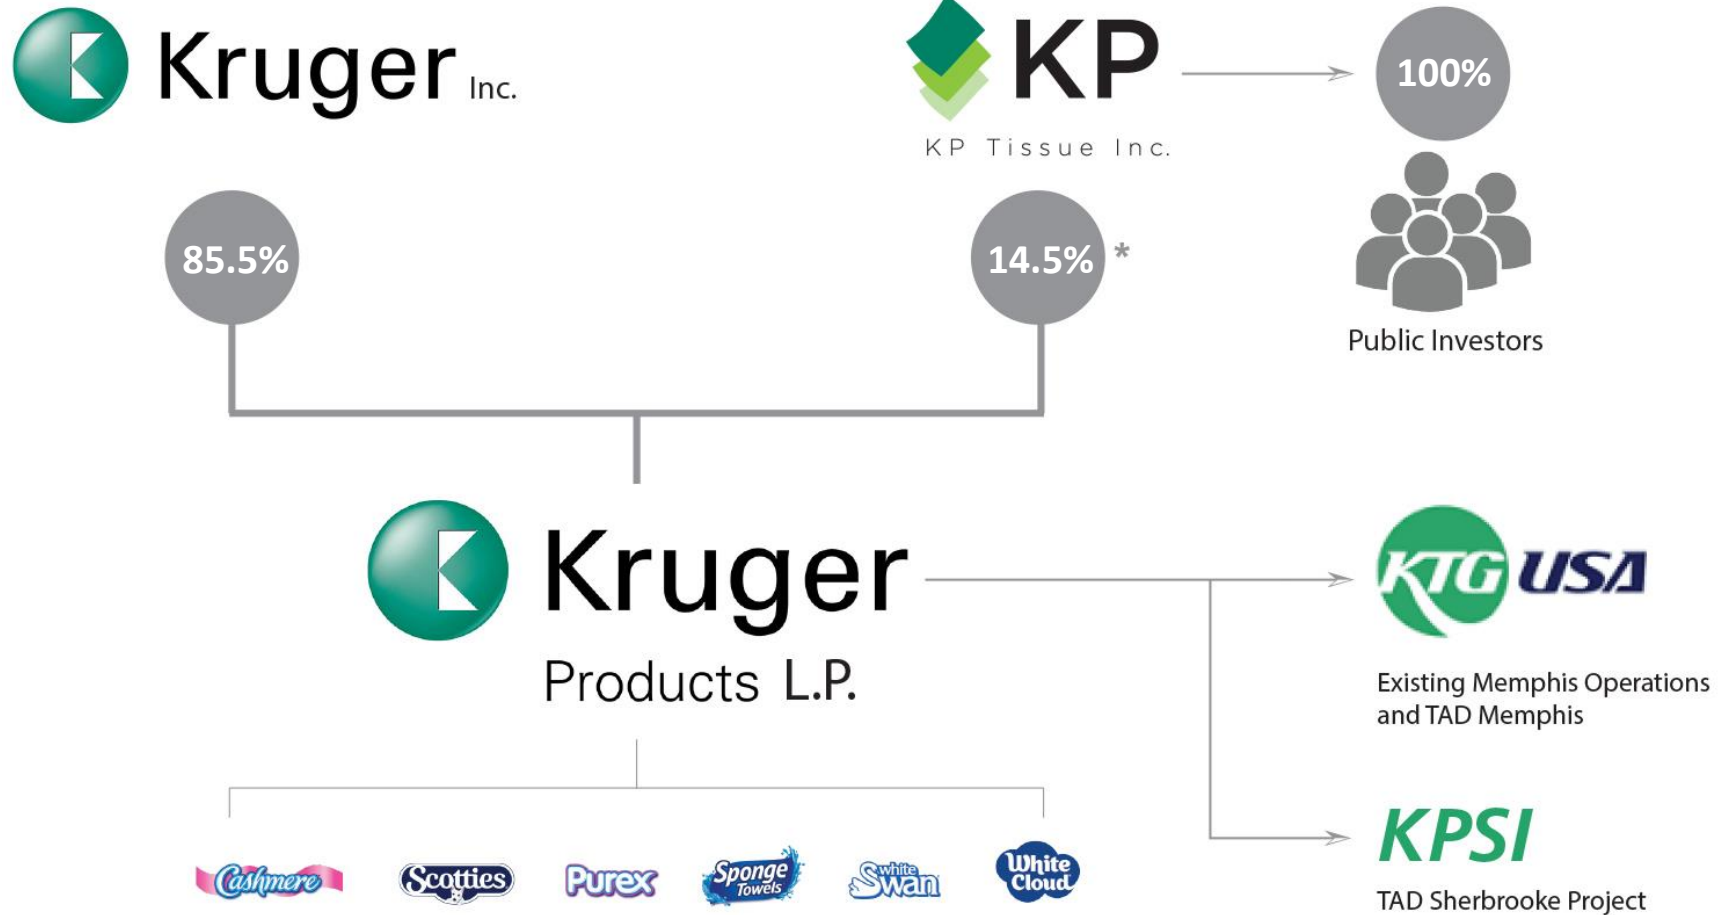 Kruger Inc.
KP
KP Tissue Inc.
100%
85.5%
14.5% *
Public Investors
Kruger
Products L.P.
KTG USA
Existing Memphis Operations
and TAD Memphis
KPSI
TAD Sherbrooke Project
Cashmere
Scotties
Purex
Sponge
Towels
white
Swan
White
Cloud